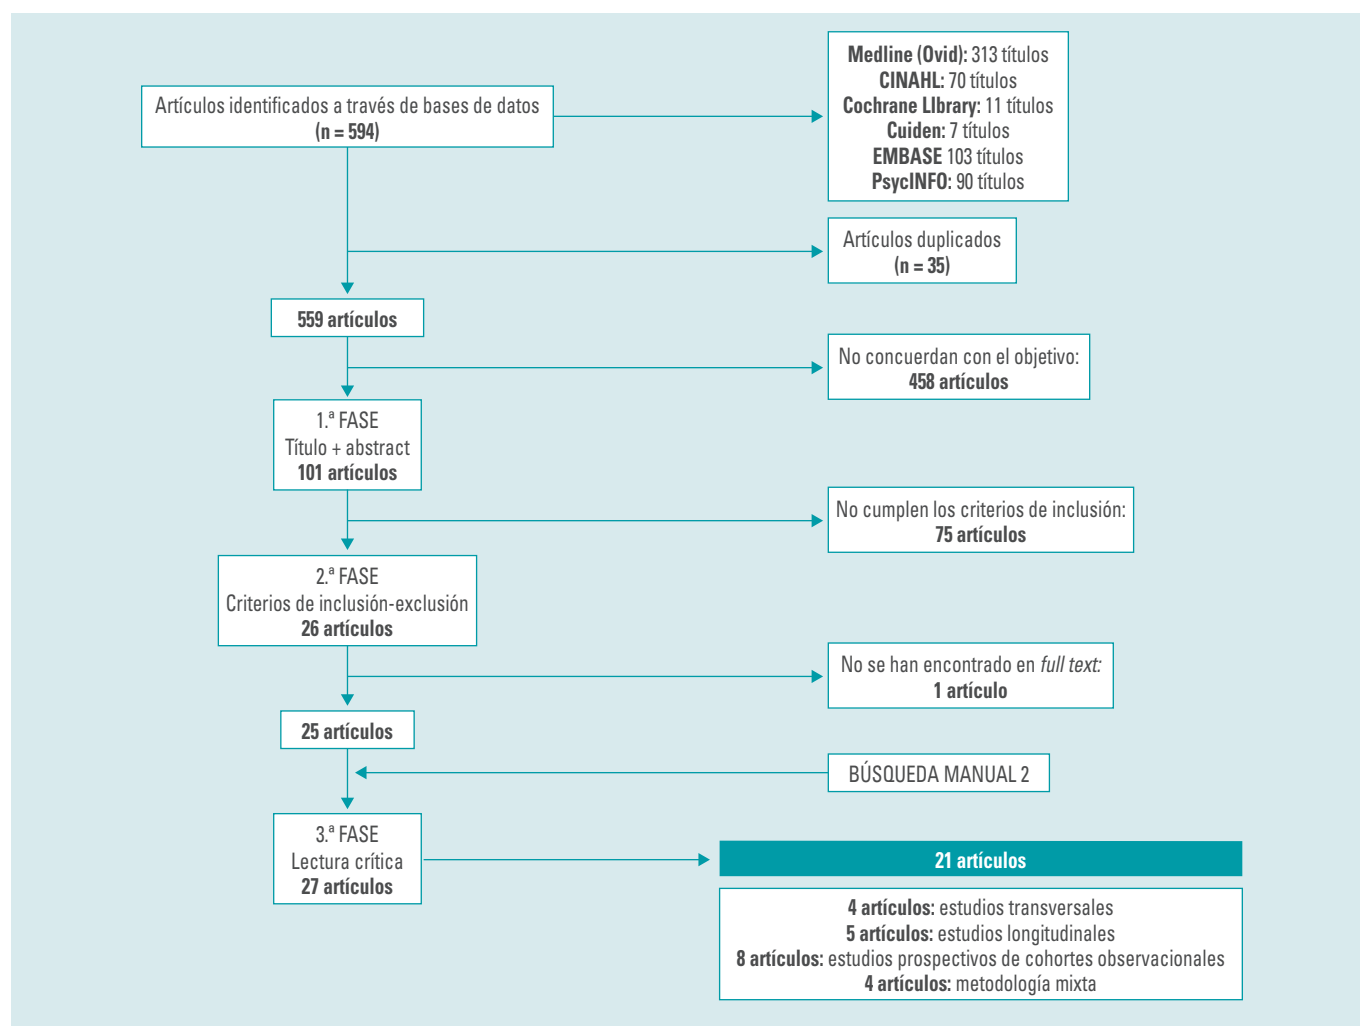 Artículos identificados a través de bases de datos
(n = 594)
Medline (Ovid): 313 títulos
CINAHL: 70 títulos
Cochrane LIbrary: 11 títulos
Cuiden: 7 títulos
EMBASE 103 títulos
PsycINFO: 90 títulos
Artículos duplicados
(n = 35)
559 artículos
No concuerdan con el objetivo:
458 artículos
1.ª FASE
Título + abstract
101 artículos
No cumplen los criterios de inclusión:
75 artículos
2.ª FASE
Criterios de inclusión-exclusión
26 artículos
No se han encontrado en full text:
1 artículo
25 artículos
BÚSQUEDA MANUAL 2
3.ª FASE
Lectura crítica
27 artículos
21 artículos
4 artículos: estudios transversales
5 artículos: estudios longitudinales
8 artículos: estudios prospectivos de cohortes observacionales
4 artículos: metodología mixta